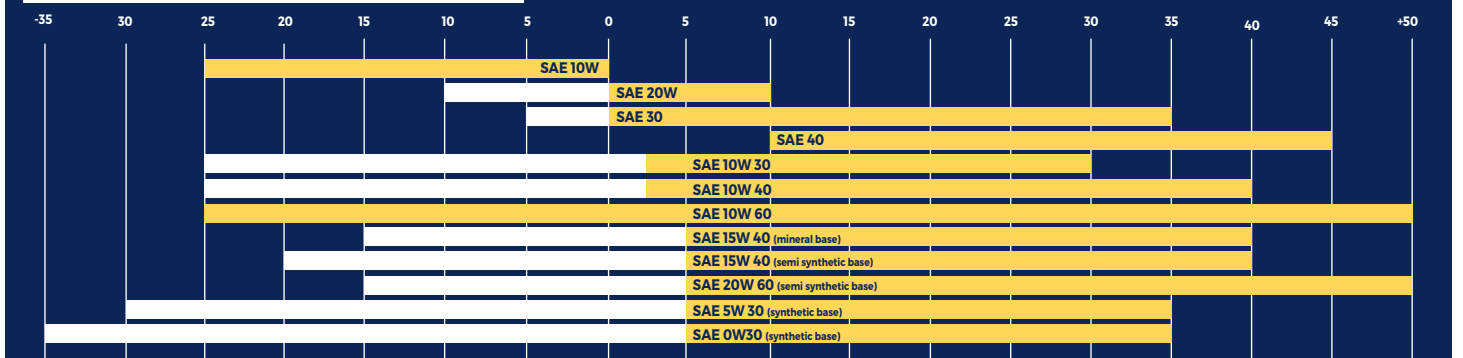 -35 30 25 20 15 10 5 0 5 10 15 20 25 30 35 40 45 +50
SAE 10W
SAE 20W
SAE 30
SAE 40
SAE 10W 30
SAE 10W 40
SAE 10W 60
SAE 15W 40 (mineral base)
SAE 15W 40 (semi synthetic base)
SAE 20W 60 (semi synthetic base)
SAE 5W 30 (synthetic base)
SAE 0W30 (synthetic base)